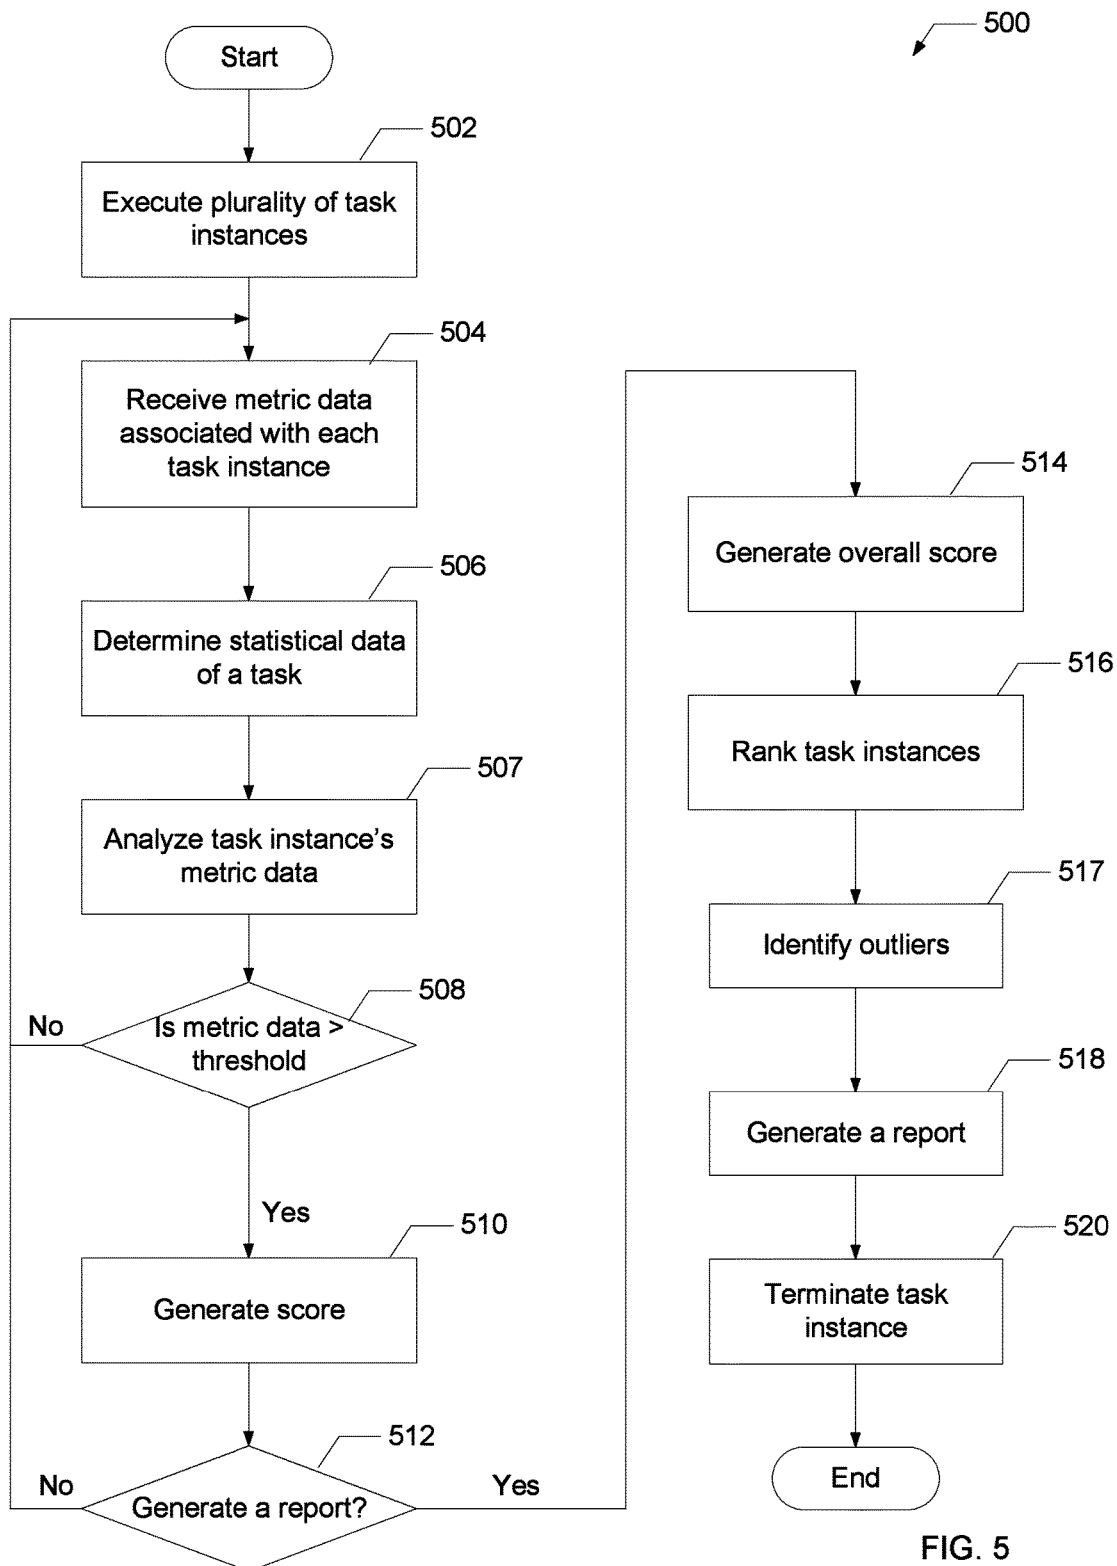 500
Start
502
Execute plurality of task
instances
504
Receive metric data
associated with each
task instance
506
Determine statistical data
of a task
507
Analyze task instance's
metric data
508
Is metric data >
threshold
No
Yes
510
Generate score
512
Generate a report?
No
Yes
514
Generate overall score
516
Rank task instances
517
Identify outliers
518
Generate a report
520
Terminate task
instance
End
FIG. 5